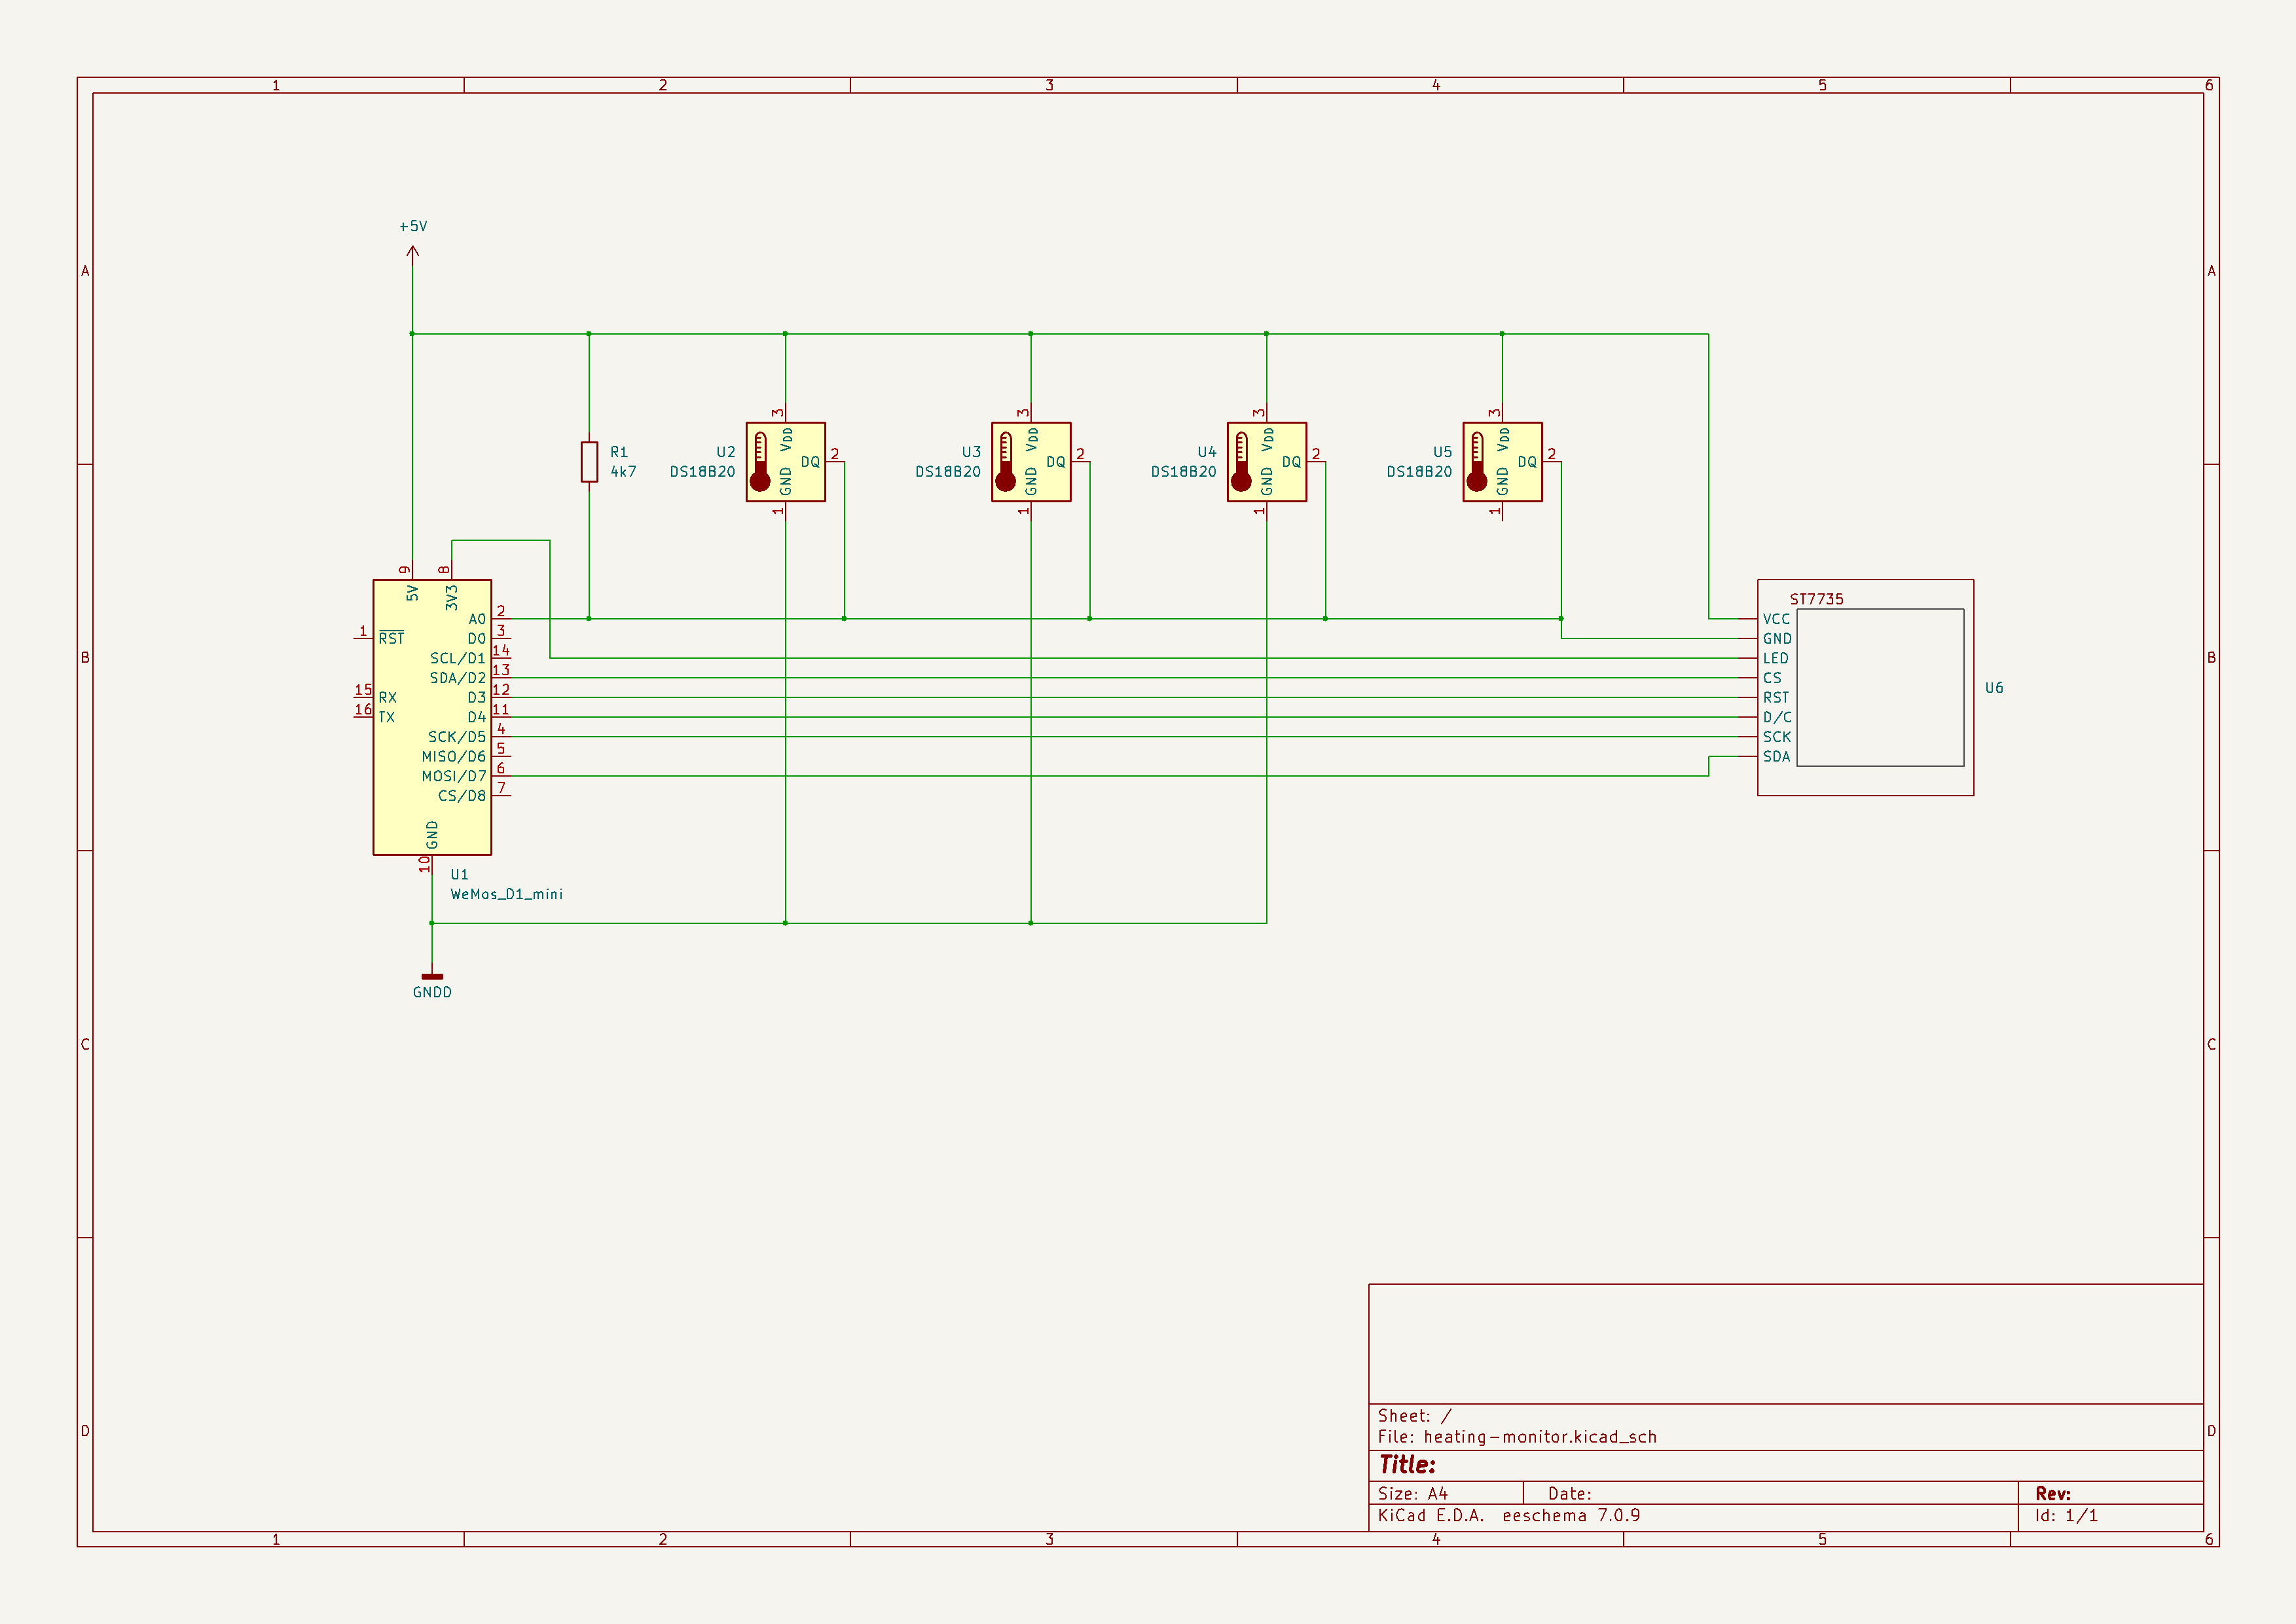 1 2 3 4 5 6
A A
B B
C C
D D
+5V
R1
4k7
U2
DS18B20
3
VDD
DQ
2
GND
1
U3
DS18B20
3
VDD
DQ
2
GND
1
U4
DS18B20
3
VDD
DQ
2
GND
1
U5
DS18B20
3
VDD
DQ
2
GND
1
9 8
5V 3V3
A0 2
1 RST D0 3
SCL/D1 14
SDA/D2 13
15 RX D3 12
16 TX D4 11
SCK/D5 4
MISO/D6 5
MOSI/D7 6
CS/D8 7
GND
10
U1
WeMos_D1_mini
GNDD
ST7735
VCC
GND
LED
CS
RST
D/C
SCK
SDA
U6
Sheet: /
File: heating-monitor.kicad_sch
Title:
Size: A4 Date: Rev:
KiCad E.D.A. eeschema 7.0.9 Id: 1/1
1 2 3 4 5 6